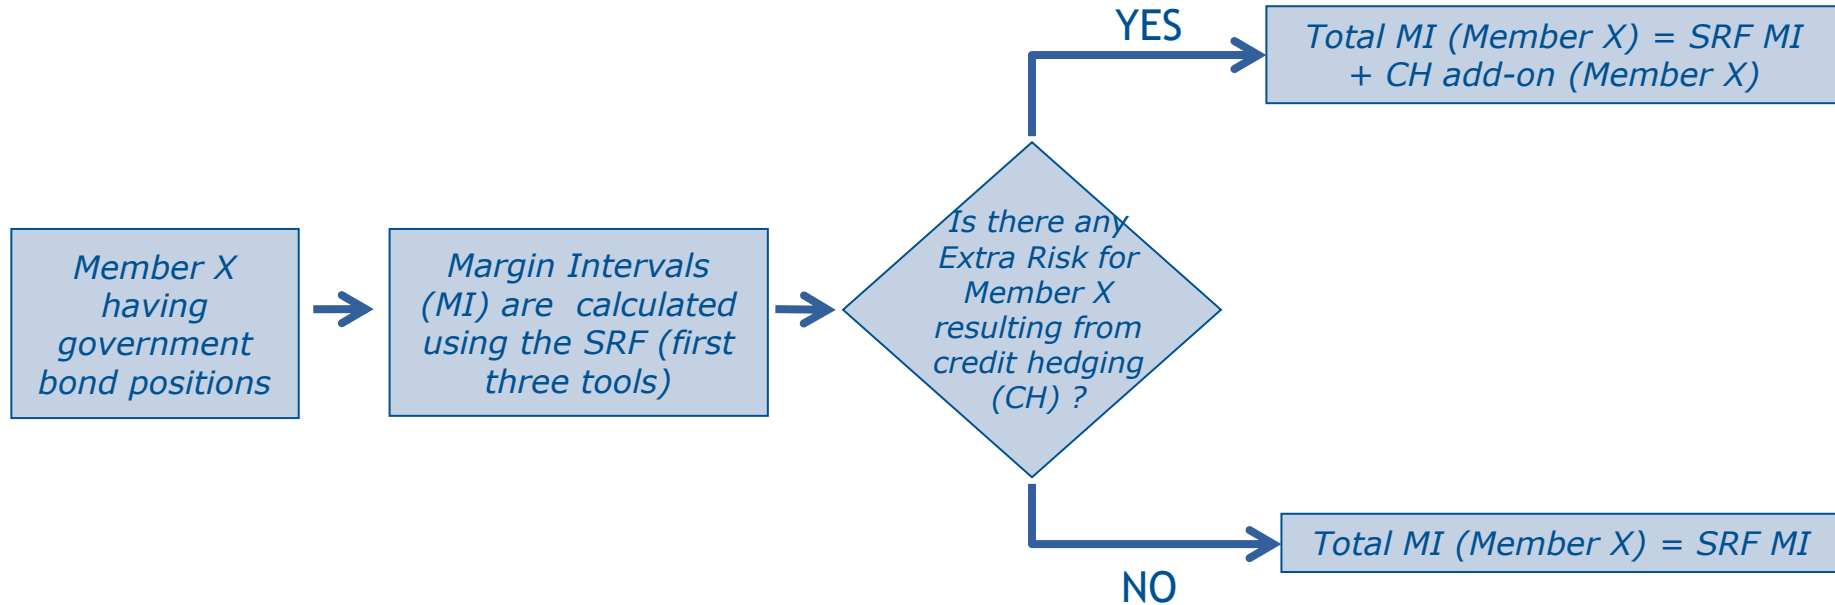 Member X
having
government
bond positions
Margin Intervals
(MI) are  calculated
using the SRF (first
three tools)
Is there any
Extra Risk for
Member X
resulting from
credit hedging
(CH) ?
YES
Total MI (Member X) = SRF MI
+ CH add-on (Member X)
NO
Total MI (Member X) = SRF MI